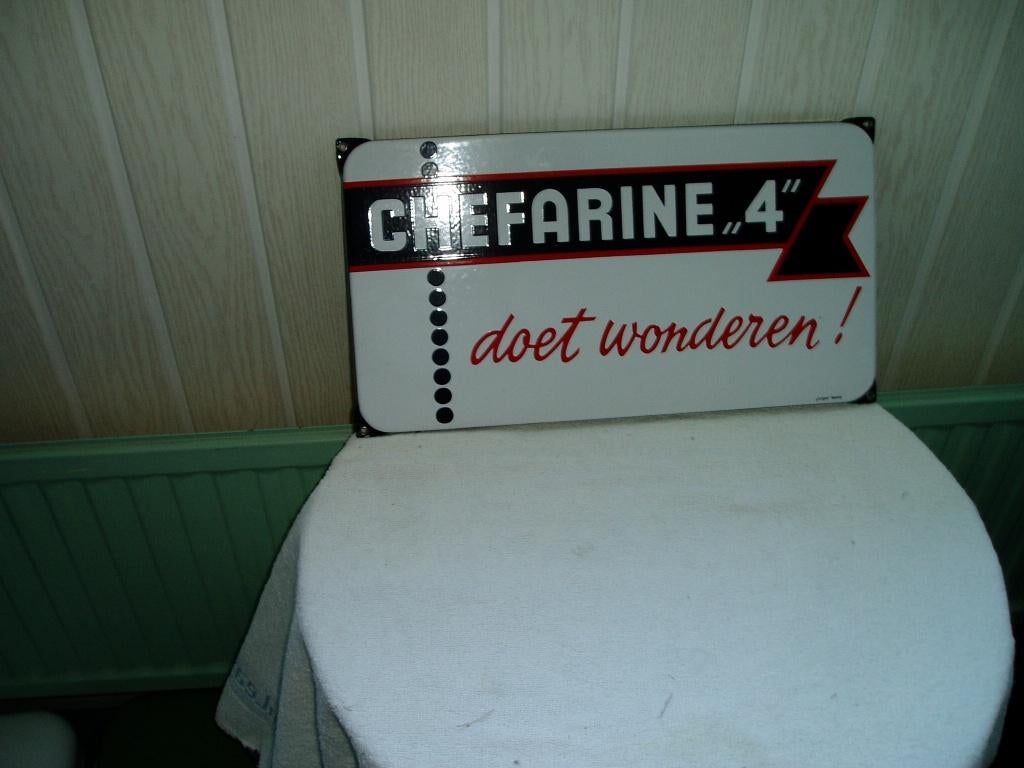 CHEFARINE „4”
doet wonderen!